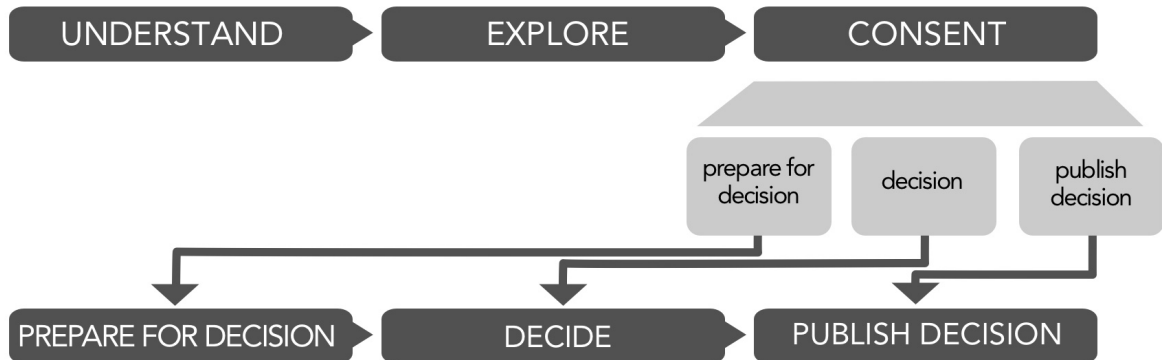 UNDERSTAND
EXPLORE
CONSENT
prepare for
decision
decision
publish
decision
PREPARE FOR DECISION
DECIDE
PUBLISH DECISION